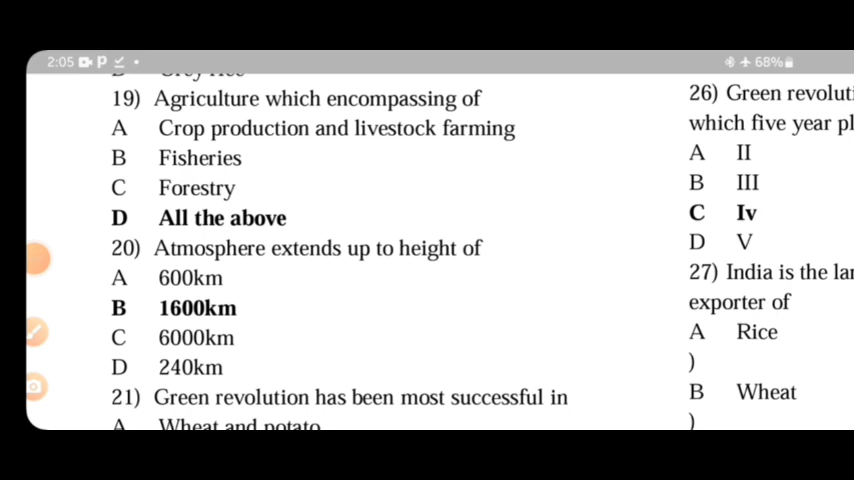 2:05
68%
19) Agriculture which encompassing of
A Crop production and livestock farming
B Fisheries
C Forestry
D All the above
20) Atmosphere extends up to height of
A 600km
B 1600km
C 6000km
D 240km
21) Green revolution has been most successful in
A Wheat and potato
26) Green revoluti
which five year pl
A II
B III
C Iv
D V
27) India is the lar
exporter of
A Rice
)
B Wheat
)